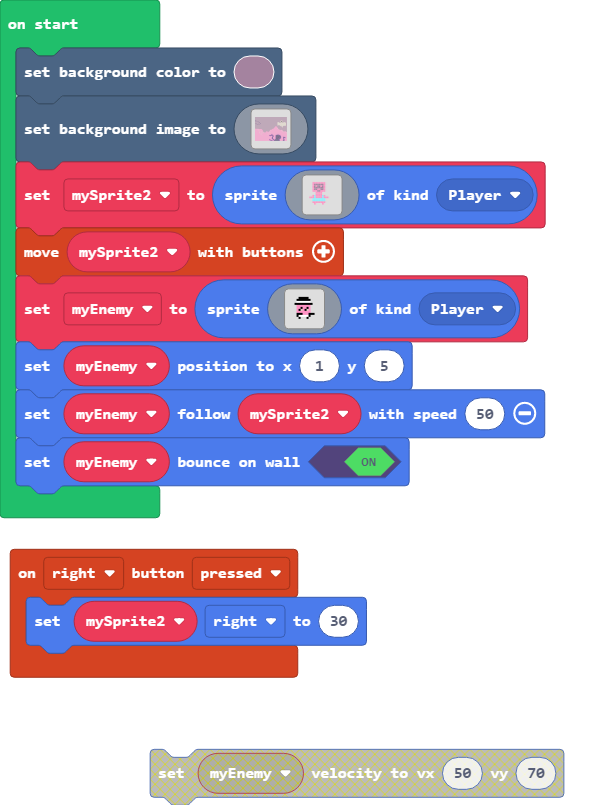 on start
set background color to
set background image to
set mySprite2 to sprite of kind Player
move mySprite2 with buttons
set myEnemy to sprite of kind Player
set myEnemy position to x 1 y 5
set myEnemy follow mySprite2 with speed 50
set myEnemy bounce on wall ON
on right button pressed
set mySprite2 right to 30
set myEnemy velocity to vx 50 vy 70